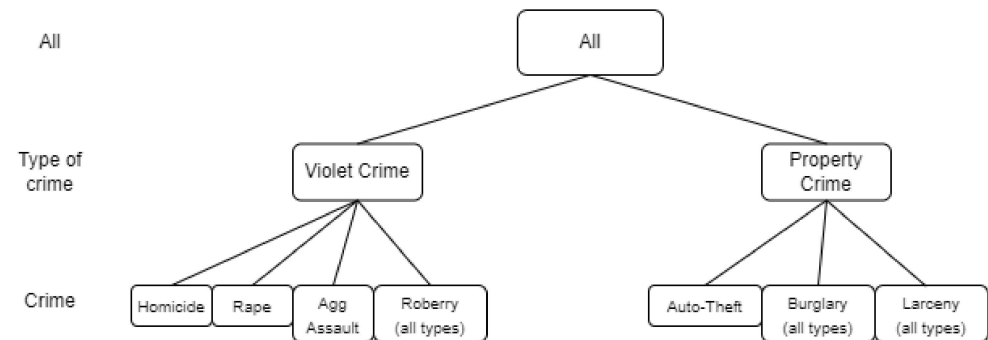 All
All
Type of
crime
Violet Crime
Property
Crime
Crime
Homicide
Rape
Agg
Assault
Roberry
(all types)
Auto-Theft
Burglary
(all types)
Larceny
(all types)